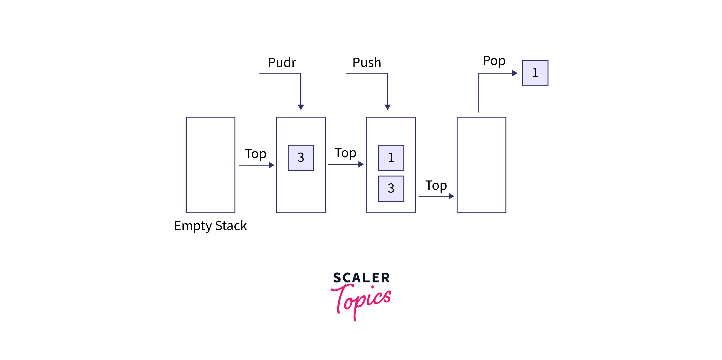 Pudr
Push
Pop
1
Top
3
Top
1
3
Top
Empty Stack
SCALER
Topics